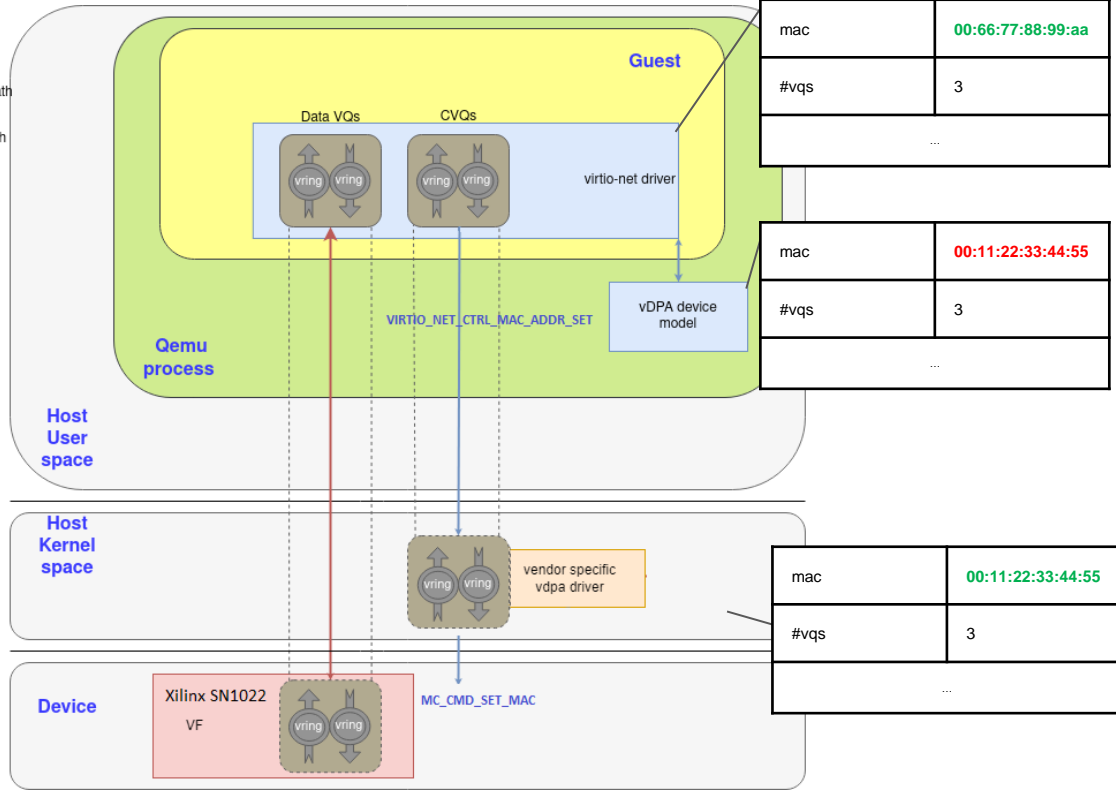 mac 00:66:77:88:99:aa
#vqs 3
...
Guest
Data VQs CVQs
vring vring vring vring
virtio-net driver
mac 00:11:22:33:44:55
#vqs 3
...
vDPA device
model
VIRTIO_NET_CTRL_MAC_ADDR_SET
Qemu
process
Host
User
space
Host
Kernel
space
vring vring
vendor specific
vdpa driver
mac 00:11:22:33:44:55
#vqs 3
...
Device
Xilinx SN1022
VF
vring vring
MC_CMD_SET_MAC